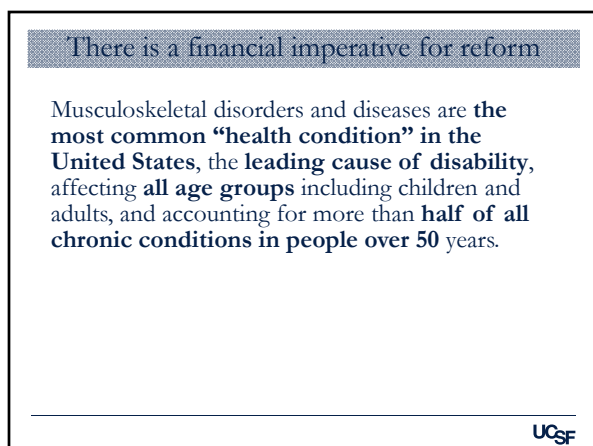 There is a financial imperative for reform
Musculoskeletal disorders and diseases are the
most common “health condition” in the
United States, the leading cause of disability,
affecting all age groups including children and
adults, and accounting for more than half of all
chronic conditions in people over 50 years.
UCSF